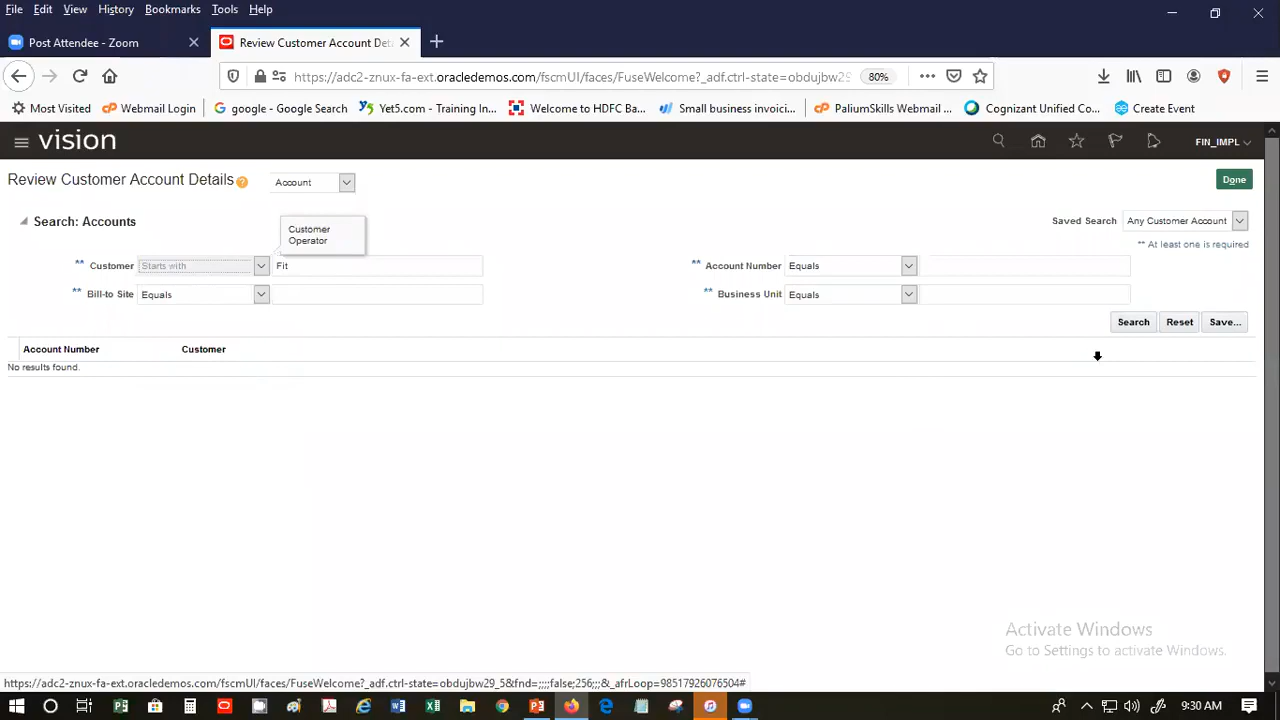 File Edit View History Bookmarks Tools Help
Post Attendee - Zoom
Review Customer Account Det
https://adc2-znux-fa-ext.oracledemos.com/fscmUI/faces/FuseWelcome?_adf.ctrl-state=obdujbw29 80%
Most Visited Webmail Login google - Google Search Yet5.com - Training In... Welcome to HDFC Ba... Small business invoici... PaliumSkills Webmail ... Cognizant Unified Co... Create Event
vision FIN_IMPL
Review Customer Account Details ? Account Done
Search: Accounts Saved Search Any Customer Account
Customer
Operator
** At least one is required
** Customer Starts with Fit ** Account Number Equals
** Bill-to Site Equals ** Business Unit Equals
Search Reset Save...
Account Number Customer
No results found.
Activate Windows
Go to Settings to activate Windows.
https://adc2-znux-fa-ext.oracledemos.com/fscmUI/faces/FuseWelcome?_adf.ctrl-state=obdujbw29_5&fnd=;;;;false;256;;;&_afrLoop=98517926076504#
9:30 AM